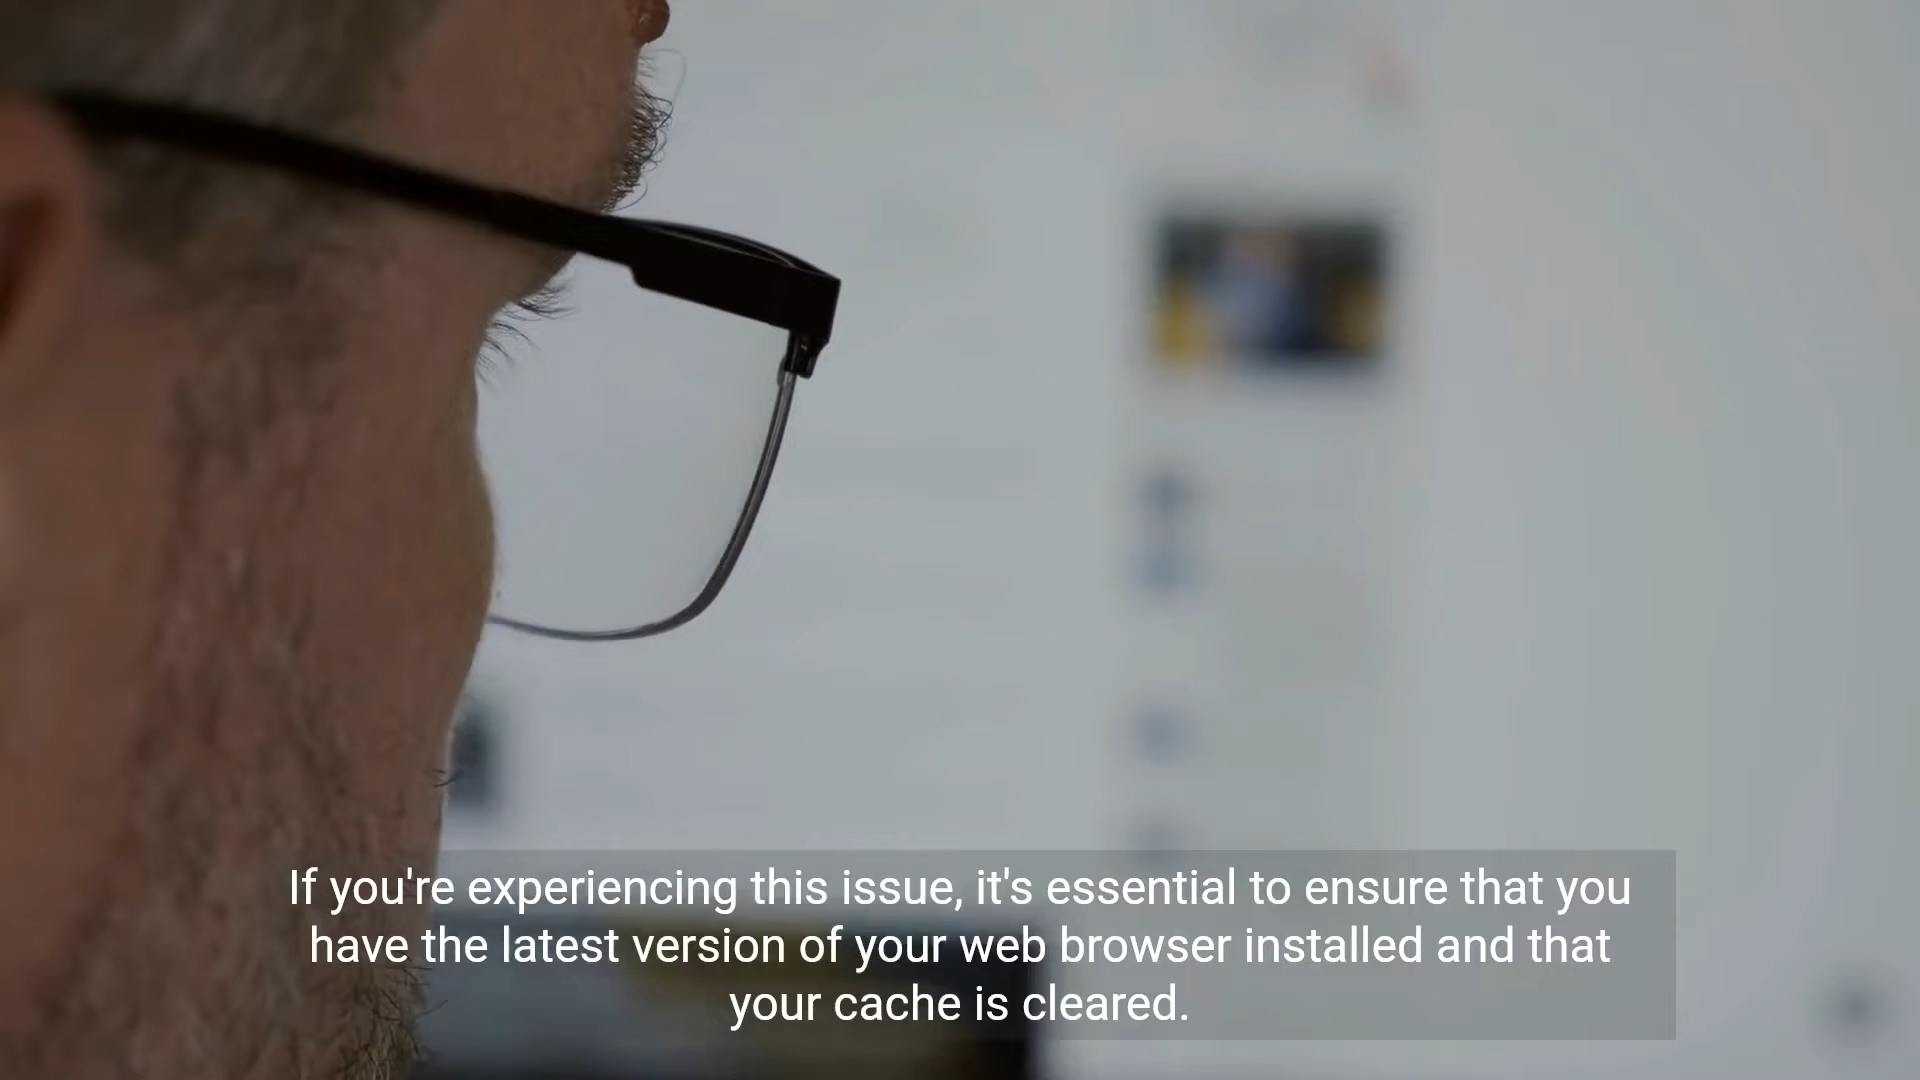 If you're experiencing this issue, it's essential to ensure that you
have the latest version of your web browser installed and that
your cache is cleared.